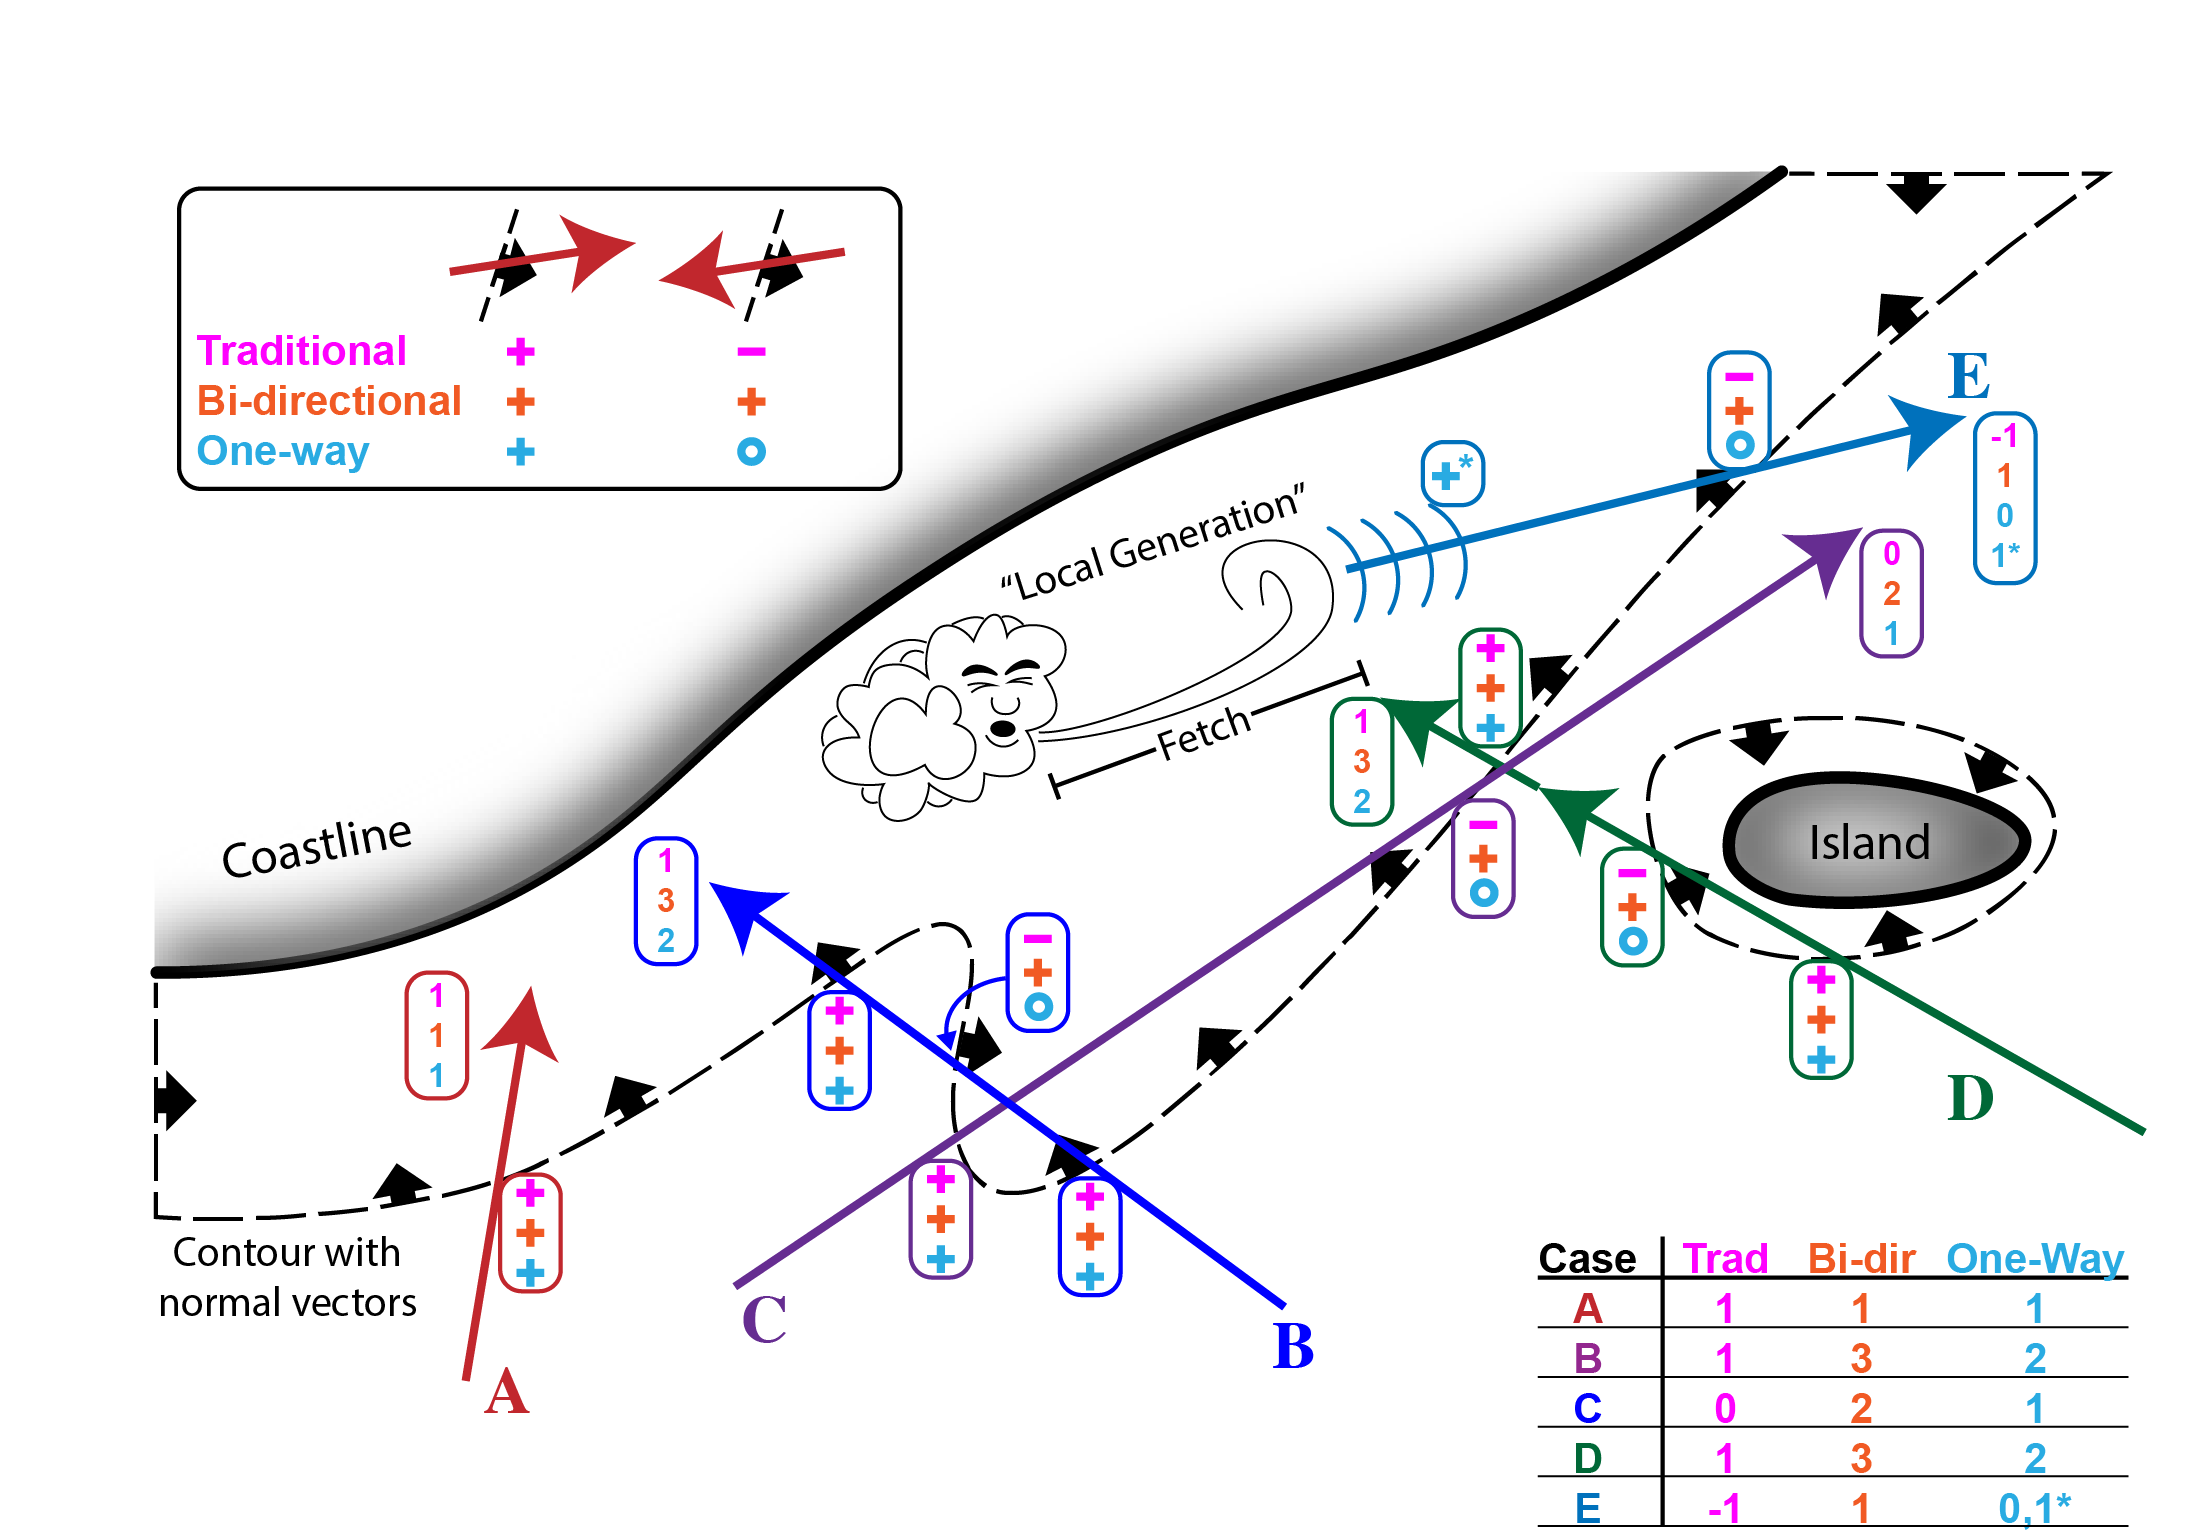 Traditional + −
Bi-directional + +
One-way + o
E
−
+
o
-1
1
0
1*
+*
"Local Generation"
0
2
1
+
+
+
Fetch
1
3
2
Coastline
Island
1
3
2
−
+
o
−
+
o
−
+
o
1
1
1
+
+
+
+
+
+
D
+
+
+
+
+
+
+
+
+
Contour with
normal vectors
C
B
A
Case Trad Bi-dir One-Way
A 1 1 1
B 1 3 2
C 0 2 1
D 1 3 2
E -1 1 0,1*